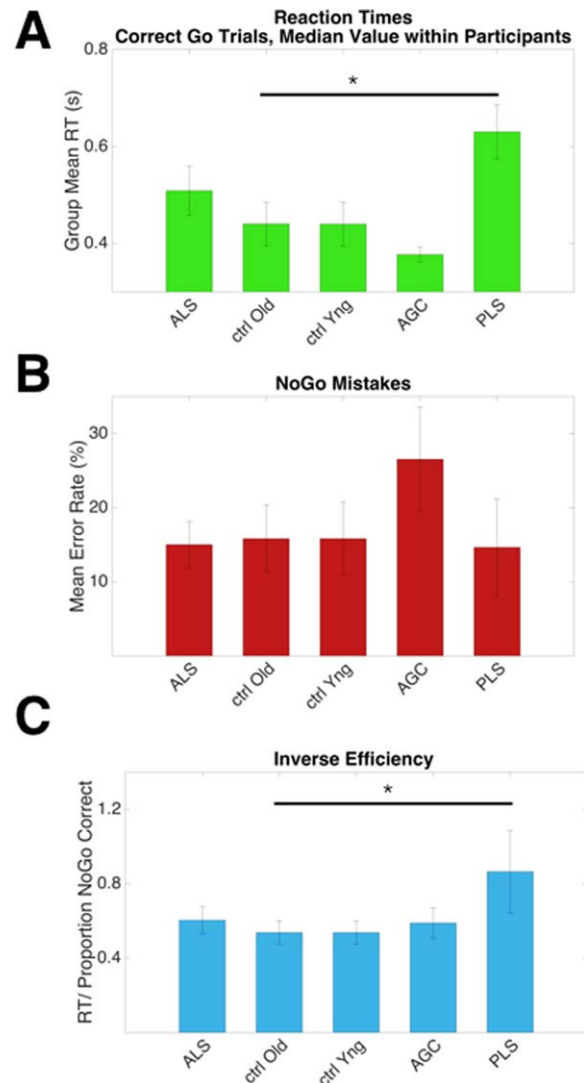 A
Reaction Times
Correct Go Trials, Median Value within Participants
Group Mean RT (s)
0.8
0.6
0.4
*
ALS
ctrl Old
ctrl Yng
AGC
PLS
B
NoGo Mistakes
Mean Error Rate (%)
30
20
10
ALS
ctrl Old
ctrl Yng
AGC
PLS
C
Inverse Efficiency
RT/ Proportion NoGo Correct
1.2
0.8
0.4
*
ALS
ctrl Old
ctrl Yng
AGC
PLS